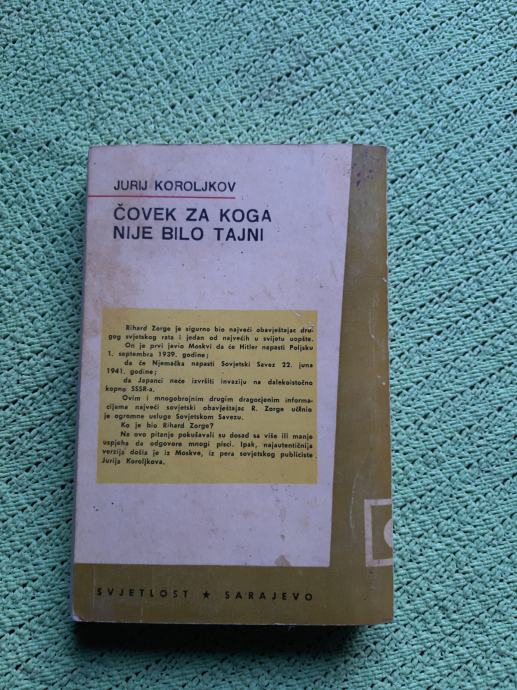 JURIJ KOROLJKOV
ČOVEK ZA KOGA
NIJE BILO TAJNI
Rihard Zorge je sigurno bio najveći obavještajac dru-
gog svjetskog rata i jedan od najvećih u svijetu uopšte.
On je prvi javio Moskvi da će Hitler napasti Poljsku
1. septembra 1939. godine;
da će Njemačka napasti Sovjetski Savez 22. juna
1941. godine;
da Japanci neće izvršiti invaziju na dalekoistočno
kopno SSSR-a.
Ovim i mnogobrojnim drugim dragocjenim informa-
cijama najveći sovjetski obavještajac R. Zorge učinio
je ogromne usluge Sovjetskom Savezu.
Ko je bio Rihard Zorge?
Na ovo pitanje pokušavali su dosad sa više ili manje
uspjeha da odgovore mnogi pisci. Ipak, najautentičnija
verzija došla je iz Moskve, iz pera sovjetskog publiciste
Jurija Koroljkova.
SVJETLOST ★ SARAJEVO